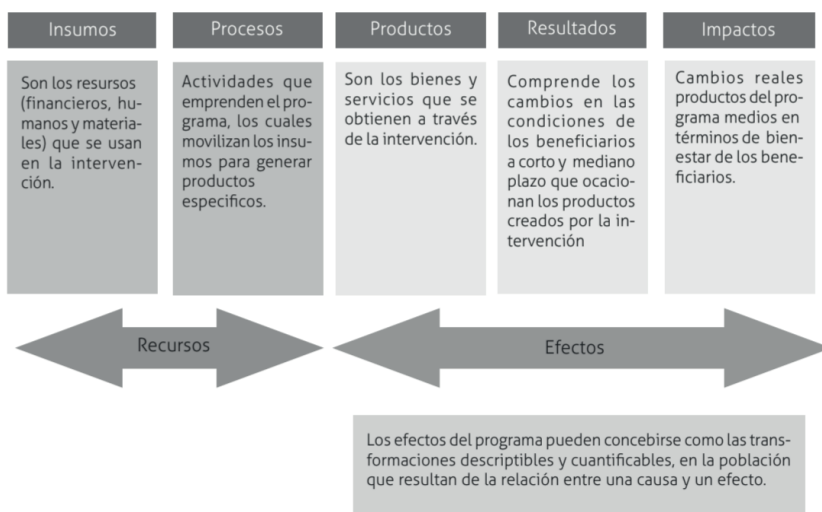 Insumos
Procesos
Productos
Resultados
Impactos
Son los recursos
(financieros, hu-
manos y materia-
les) que se usan
en la interven-
ción.
Actividades que
emprenden el pro-
grama, los cuales
movilizan los insu-
mos para generar
productos
especificos.
Son los bienes y
servicios que se
obtienen a través
de la intervención.
Comprende los
cambios en las
condiciones de
los beneficiarios
a corto y mediano
plazo que ocacio-
nan los productos
creados por la in-
tervención
Cambios reales
productos del pro-
grama medios en
términos de bien-
estar de los bene-
ficiarios.
Recursos
Efectos
Los efectos del programa pueden concebirse como las trans-
formaciones descriptibles y cuantificables, en la población
que resultan de la relación entre una causa y un efecto.